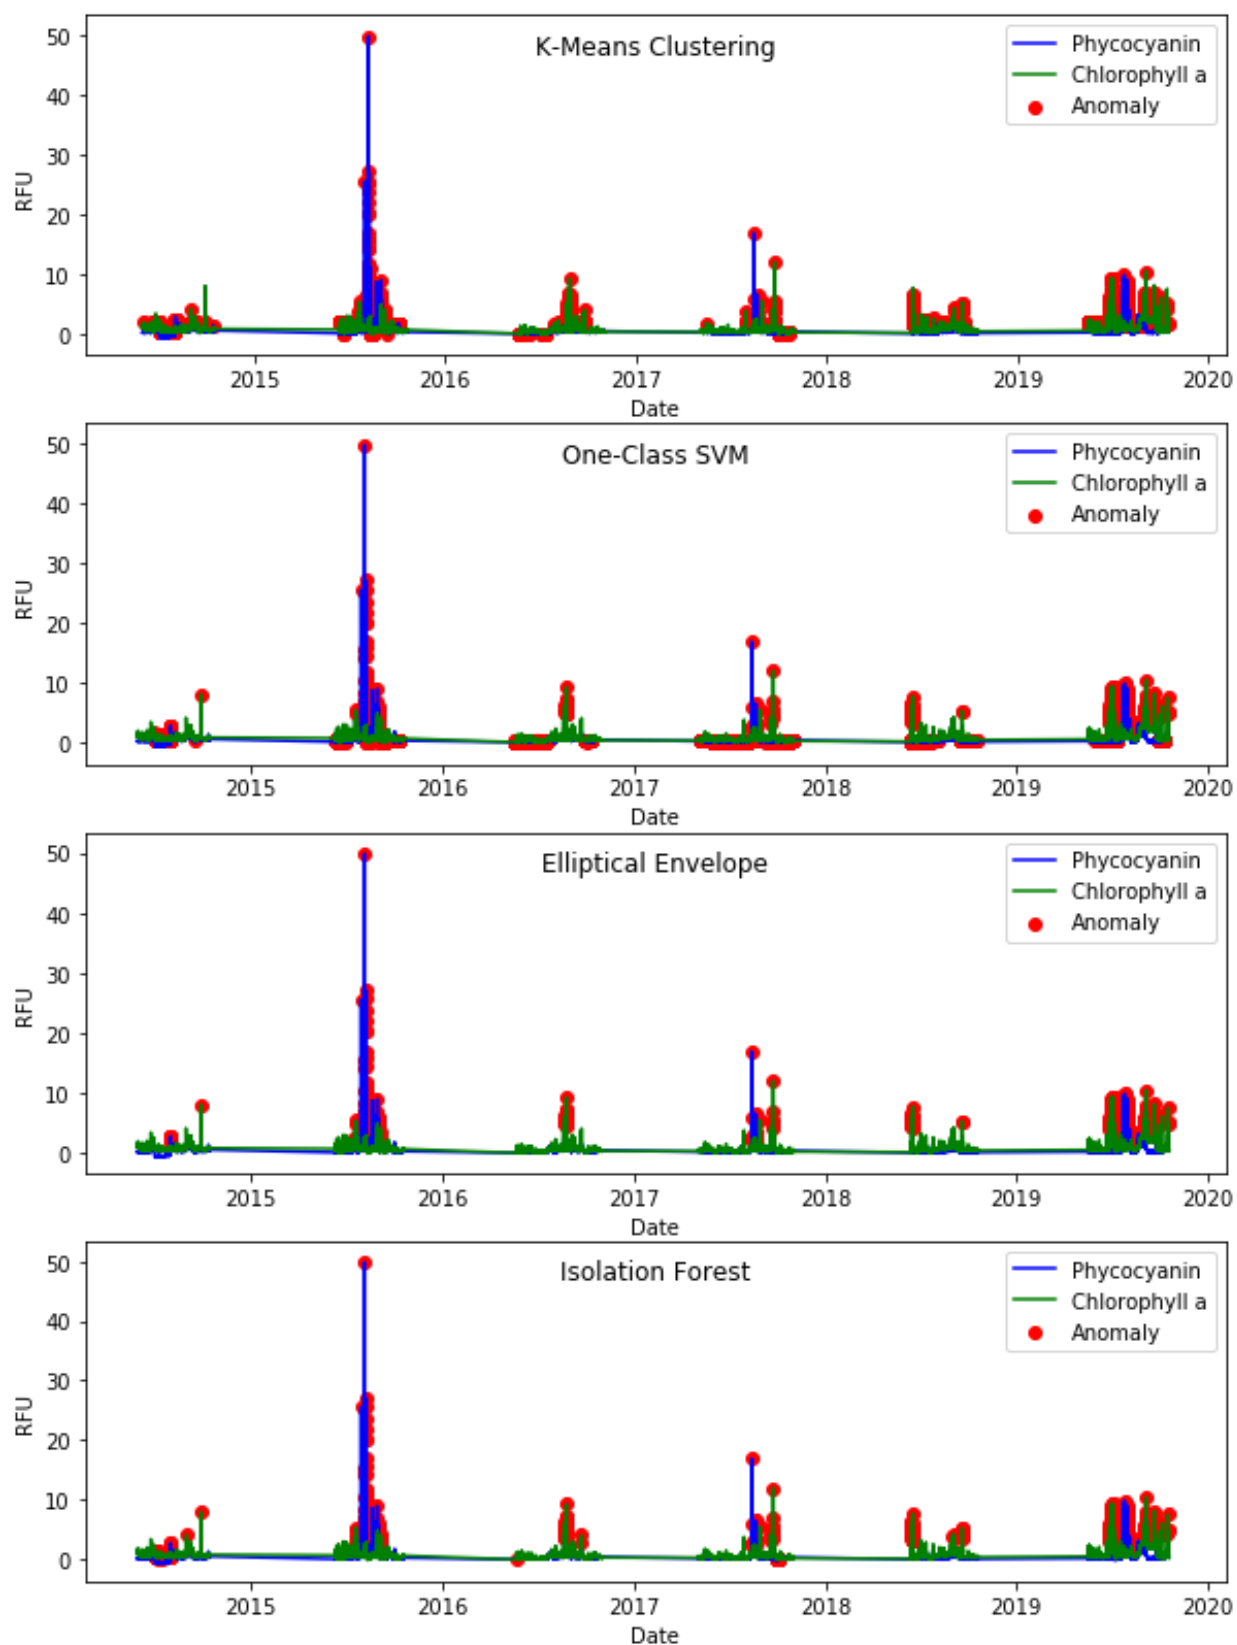 K-Means Clustering
Phycocyanin
Chlorophyll a
Anomaly
50
40
30
20
10
0
RFU
2015 2016 2017 2018 2019 2020
Date
One-Class SVM
Phycocyanin
Chlorophyll a
Anomaly
50
40
30
20
10
0
RFU
2015 2016 2017 2018 2019 2020
Date
Elliptical Envelope
Phycocyanin
Chlorophyll a
Anomaly
50
40
30
20
10
0
RFU
2015 2016 2017 2018 2019 2020
Date
Isolation Forest
Phycocyanin
Chlorophyll a
Anomaly
50
40
30
20
10
0
RFU
2015 2016 2017 2018 2019 2020
Date